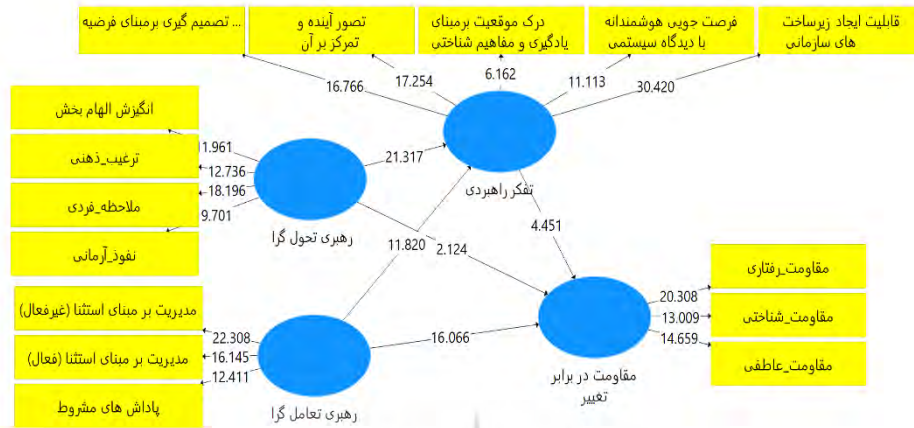 تصمیم گیری برمبنای فرضیه ...
تصور آینده و
تمرکز بر آن
درک موقعیت برمبنای
یادگیری و مفاهیم شناختی
فرصت جویی هوشمندانه
با دیدگاه سیستمی
قابلیت ایجاد زیرساخت
های سازمانی
16.766
17.254
6.162
11.113
30.420
انگیزش الهام بخش
ترغیب_ذهنی
ملاحظه_فردی
نفوذ_آرمانی
11.961
12.736
18.196
9.701
رهبری تحول گرا
21.317
تفکر راهبردی
11.820
2.124
4.451
مدیریت بر مبنای استثنا (غیرفعال)
مدیریت بر مبنای استثنا (فعال)
پاداش های مشروط
22.308
16.145
12.411
رهبری تعامل گرا
16.066
مقاومت در برابر
تغییر
20.308
13.009
14.659
مقاومت_رفتاری
مقاومت_شناختی
مقاومت_عاطفی